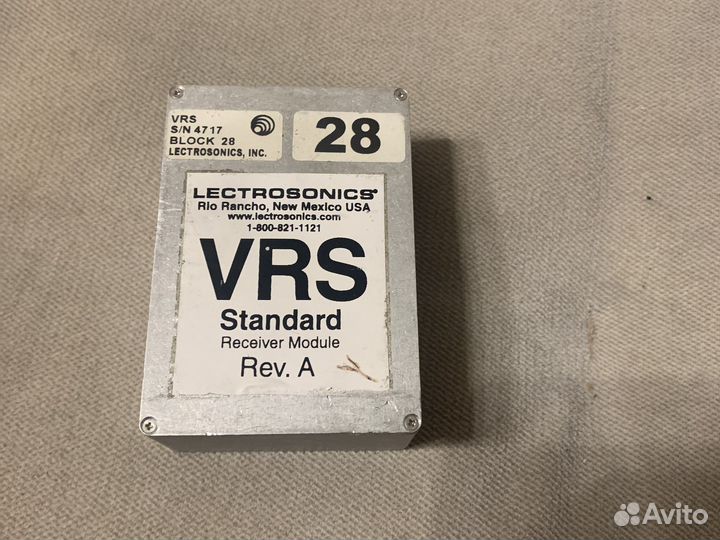 VRS
S/N 4717
BLOCK 28
LECTROSONICS, INC.
28
LECTROSONICS®
Rio Rancho, New Mexico USA
www.lectrosonics.com
1-800-821-1121
VRS
Standard
Receiver Module
Rev. A
Avito